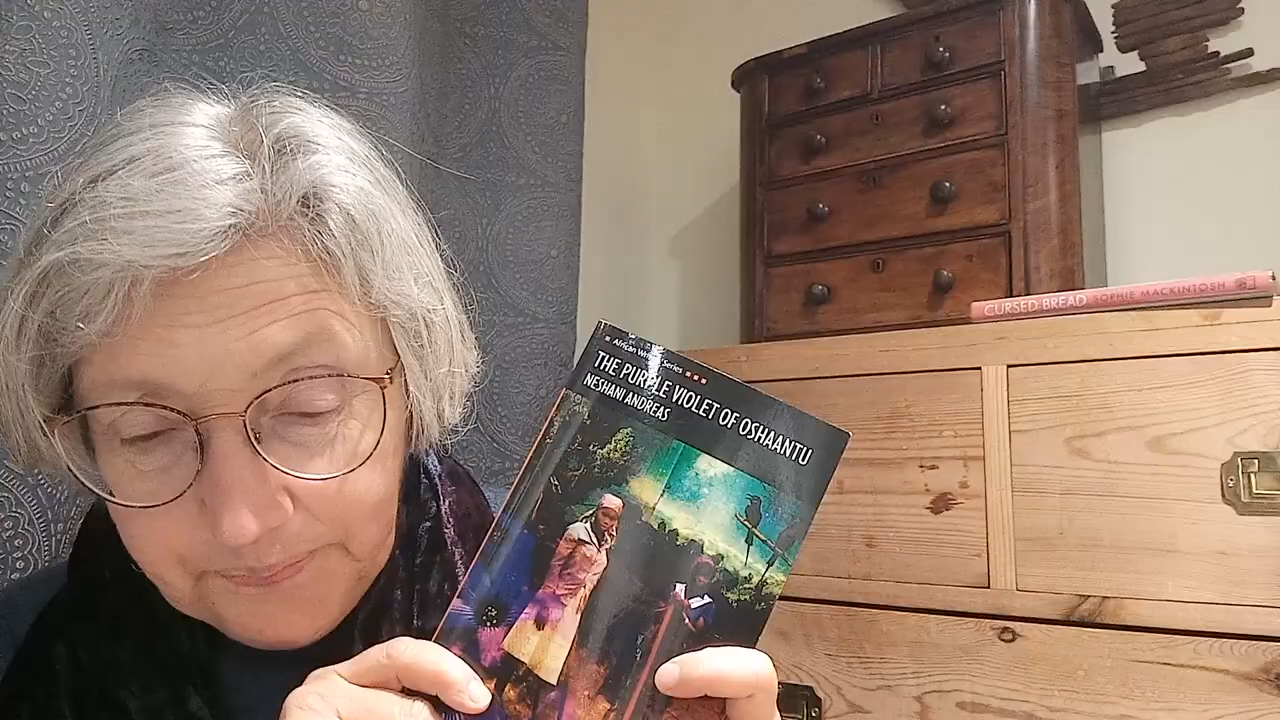 African Writers Series
THE PURPLE VIOLET OF OSHAANTU
NESHANI ANDREAS
CURSED BREAD SOPHIE MACKINTOSH